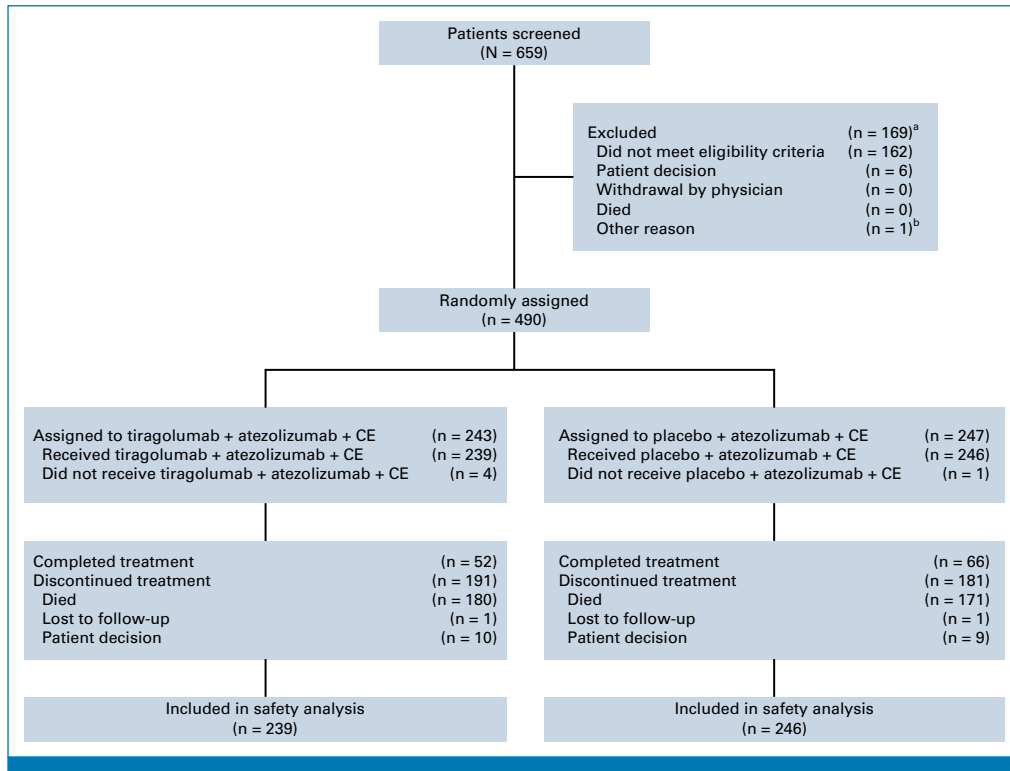 Patients screened
(N = 659)
Excluded (n = 169)a
Did not meet eligibility criteria (n = 162)
Patient decision (n = 6)
Withdrawal by physician (n = 0)
Died (n = 0)
Other reason (n = 1)b
Randomly assigned
(n = 490)
Assigned to tiragolumab + atezolizumab + CE (n = 243)
Received tiragolumab + atezolizumab + CE (n = 239)
Did not receive tiragolumab + atezolizumab + CE (n = 4)
Assigned to placebo + atezolizumab + CE (n = 247)
Received placebo + atezolizumab + CE (n = 246)
Did not receive placebo + atezolizumab + CE (n = 1)
Completed treatment (n = 52)
Discontinued treatment (n = 191)
Died (n = 180)
Lost to follow-up (n = 1)
Patient decision (n = 10)
Completed treatment (n = 66)
Discontinued treatment (n = 181)
Died (n = 171)
Lost to follow-up (n = 1)
Patient decision (n = 9)
Included in safety analysis
(n = 239)
Included in safety analysis
(n = 246)